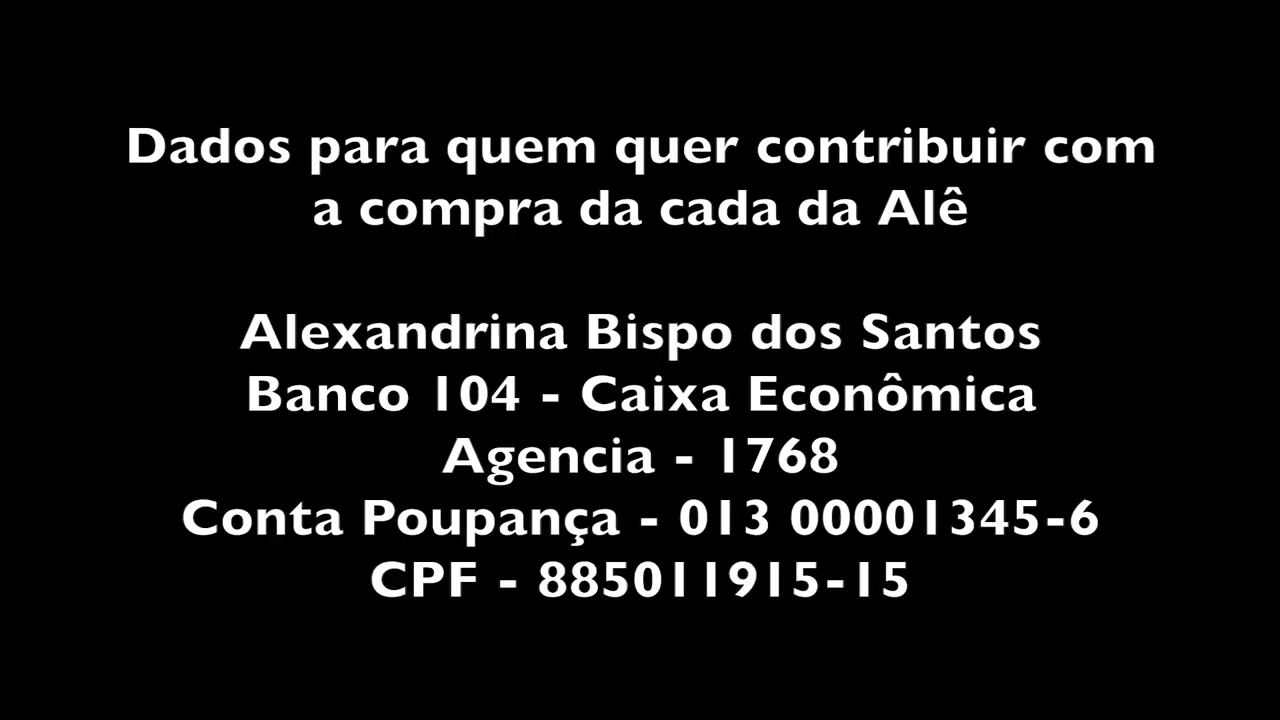 Dados para quem quer contribuir com
a compra da cada da Alê
Alexandrina Bispo dos Santos
Banco 104 - Caixa Econômica
Agencia - 1768
Conta Poupança - 013 00001345-6
CPF - 885011915-15